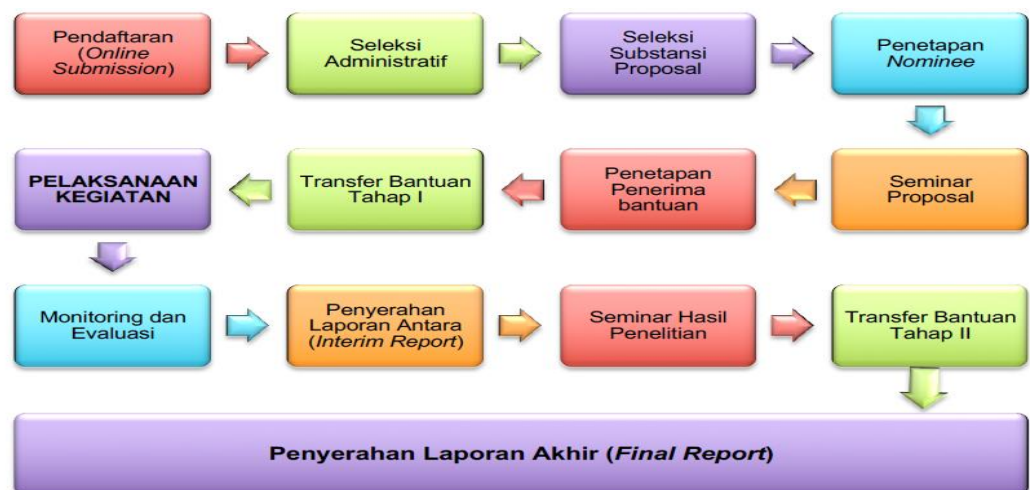 Pendaftaran
(Online
Submission)
Seleksi
Administratif
Seleksi
Substansi
Proposal
Penetapan
Nominee
Seminar
Proposal
Penetapan
Penerima
bantuan
Transfer Bantuan
Tahap I
PELAKSANAAN
KEGIATAN
Monitoring dan
Evaluasi
Penyerahan
Laporan Antara
(Interim Report)
Seminar Hasil
Penelitian
Transfer Bantuan
Tahap II
Penyerahan Laporan Akhir (Final Report)